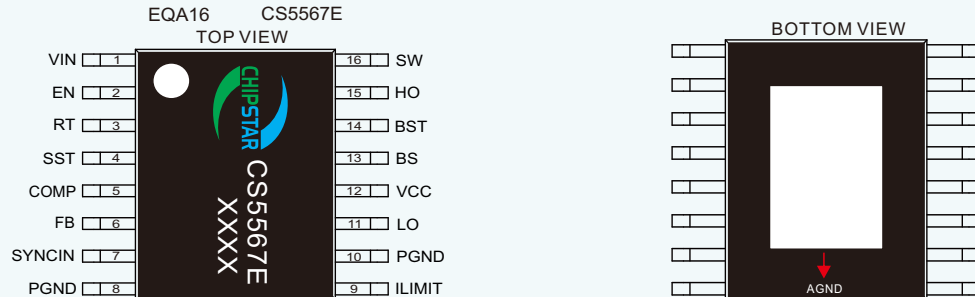 EQA16 CS5567E
TOP VIEW
VIN 1
EN 2
RT 3
SST 4
COMP 5
FB 6
SYNCIN 7
PGND 8
16 SW
15 HO
14 BST
13 BS
12 VCC
11 LO
10 PGND
9 ILIMIT
CHIPSTAR
CS5567E
XXXX
BOTTOM VIEW
AGND